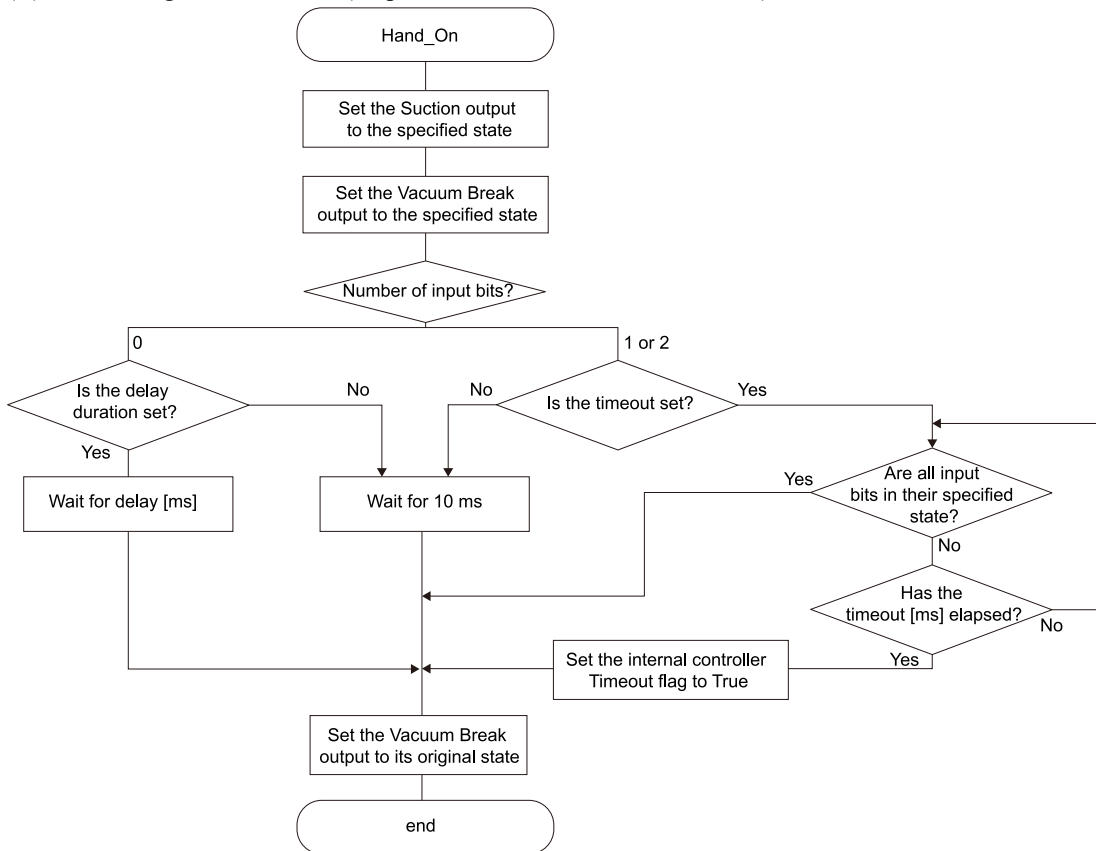 Hand_On
Set the Suction output
to the specified state
Set the Vacuum Break
output to the specified state
Number of input bits?
0
1 or 2
Is the delay
duration set?
No
No
Is the timeout set?
Yes
Yes
Wait for delay [ms]
Wait for 10 ms
Yes
Are all input
bits in their specified
state?
No
Has the
timeout [ms] elapsed?
No
Yes
Set the internal controller
Timeout flag to True
Set the Vacuum Break
output to its original state
end